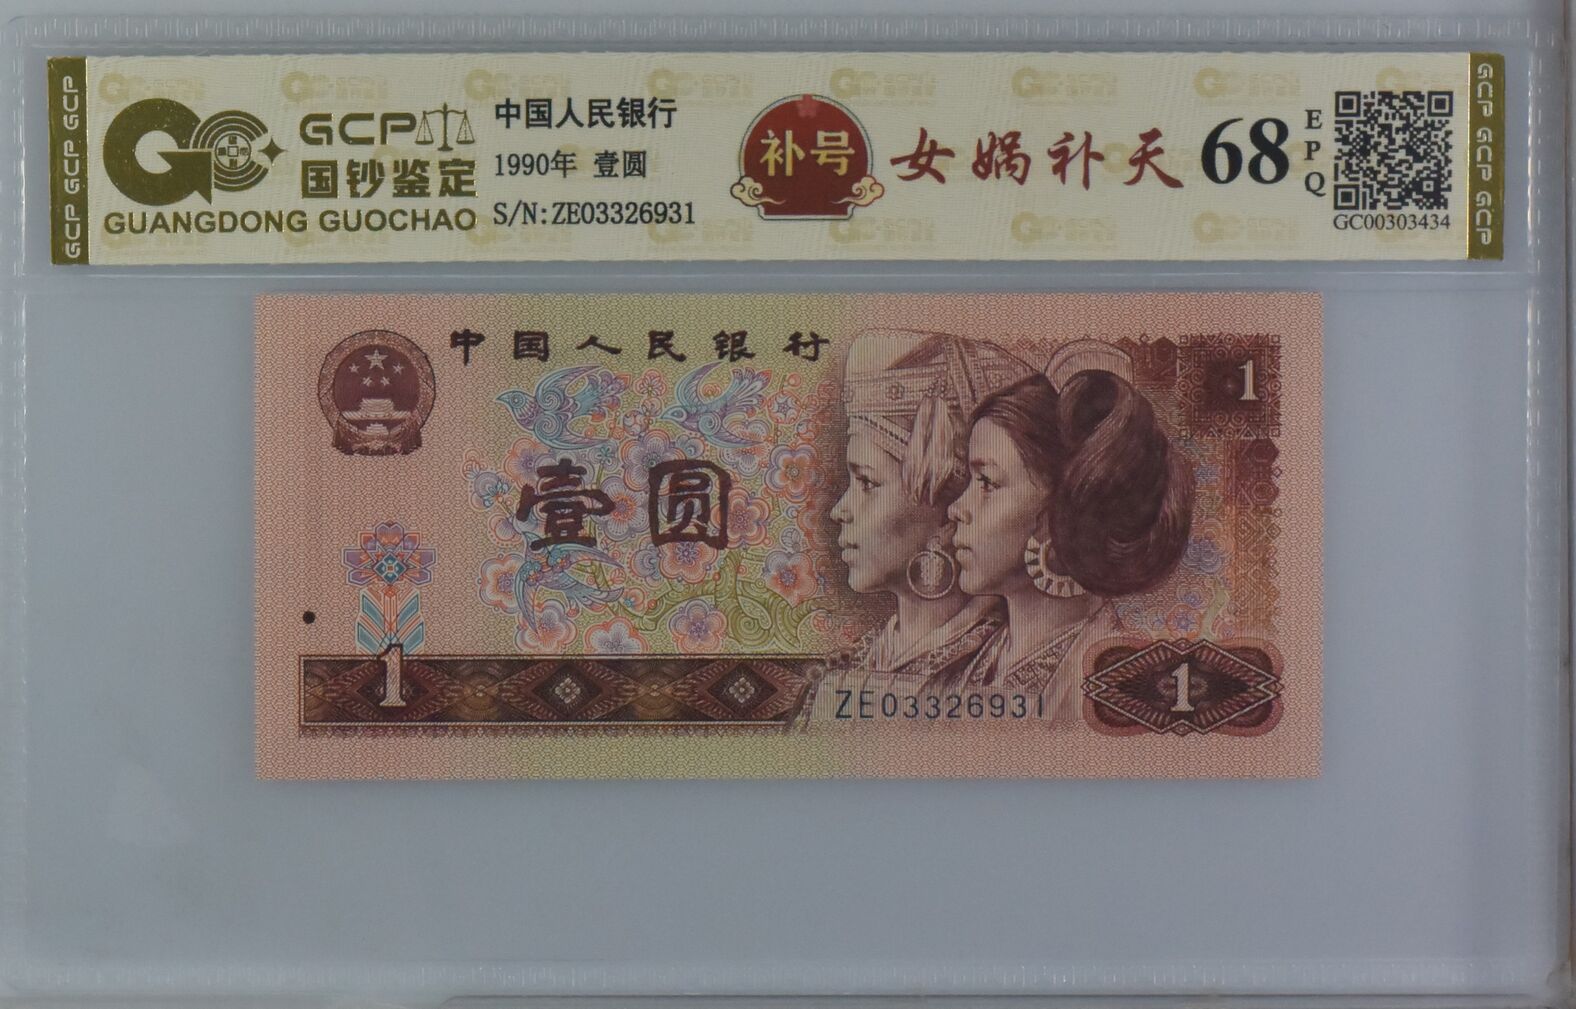 GCP GCP GCP
GCP
国钞鉴定
GUANGDONG GUOCHAO
中国人民银行
1990年 壹圆
S/N:ZE03326931
补号
女娲补天
68
EPQ
GC00303434
GCP GCP GCP
中国人民银行
1
壹圆
1
ZE03326931
1